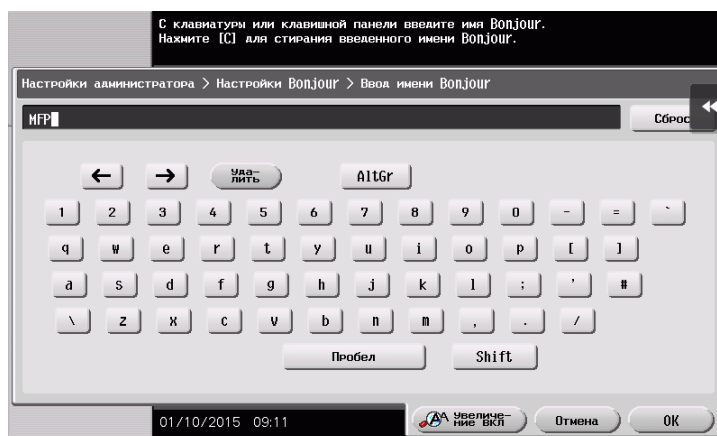 С клавиатуры или клавишной панели введите имя Bonjour.
Нажмите [C] для стирания введенного имени Bonjour.
Настройки администратора > Настройки Bonjour > Ввод имени Bonjour
MFP
Сброс
← → Уда-
лить AltGr
1 2 3 4 5 6 7 8 9 0 - = `
q w e r t y u i o p [ ]
a s d f g h j k l ; ' #
\ z x c v b n m , . /
Пробел Shift
01/10/2015 09:11
Увеличе-
ние вкл
Отмена
OK